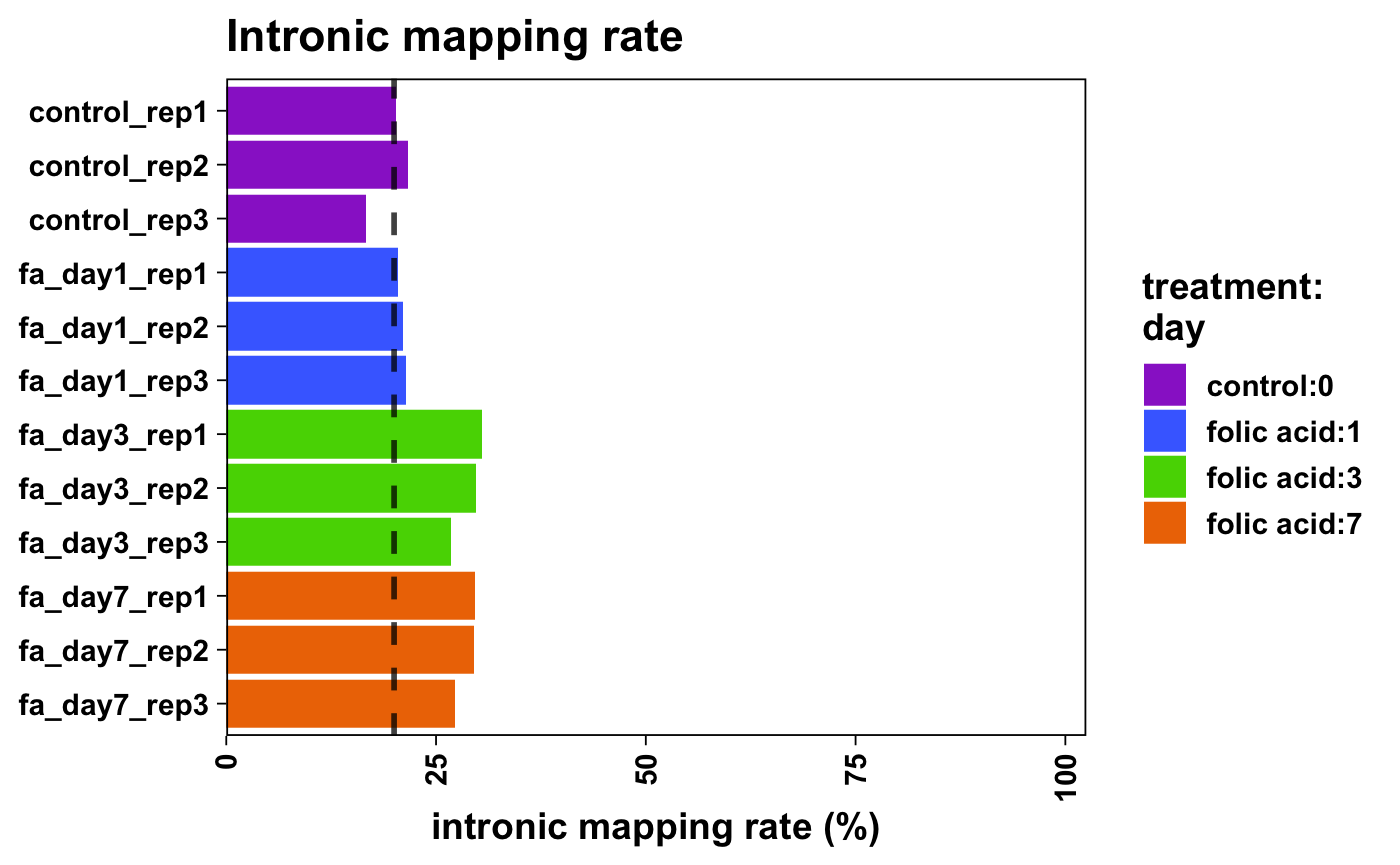 Intronic mapping rate
control_rep1
control_rep2
control_rep3
fa_day1_rep1
fa_day1_rep2
fa_day1_rep3
fa_day3_rep1
fa_day3_rep2
fa_day3_rep3
fa_day7_rep1
fa_day7_rep2
fa_day7_rep3
0
25
50
75
100
intronic mapping rate (%)
treatment:
day
control:0
folic acid:1
folic acid:3
folic acid:7